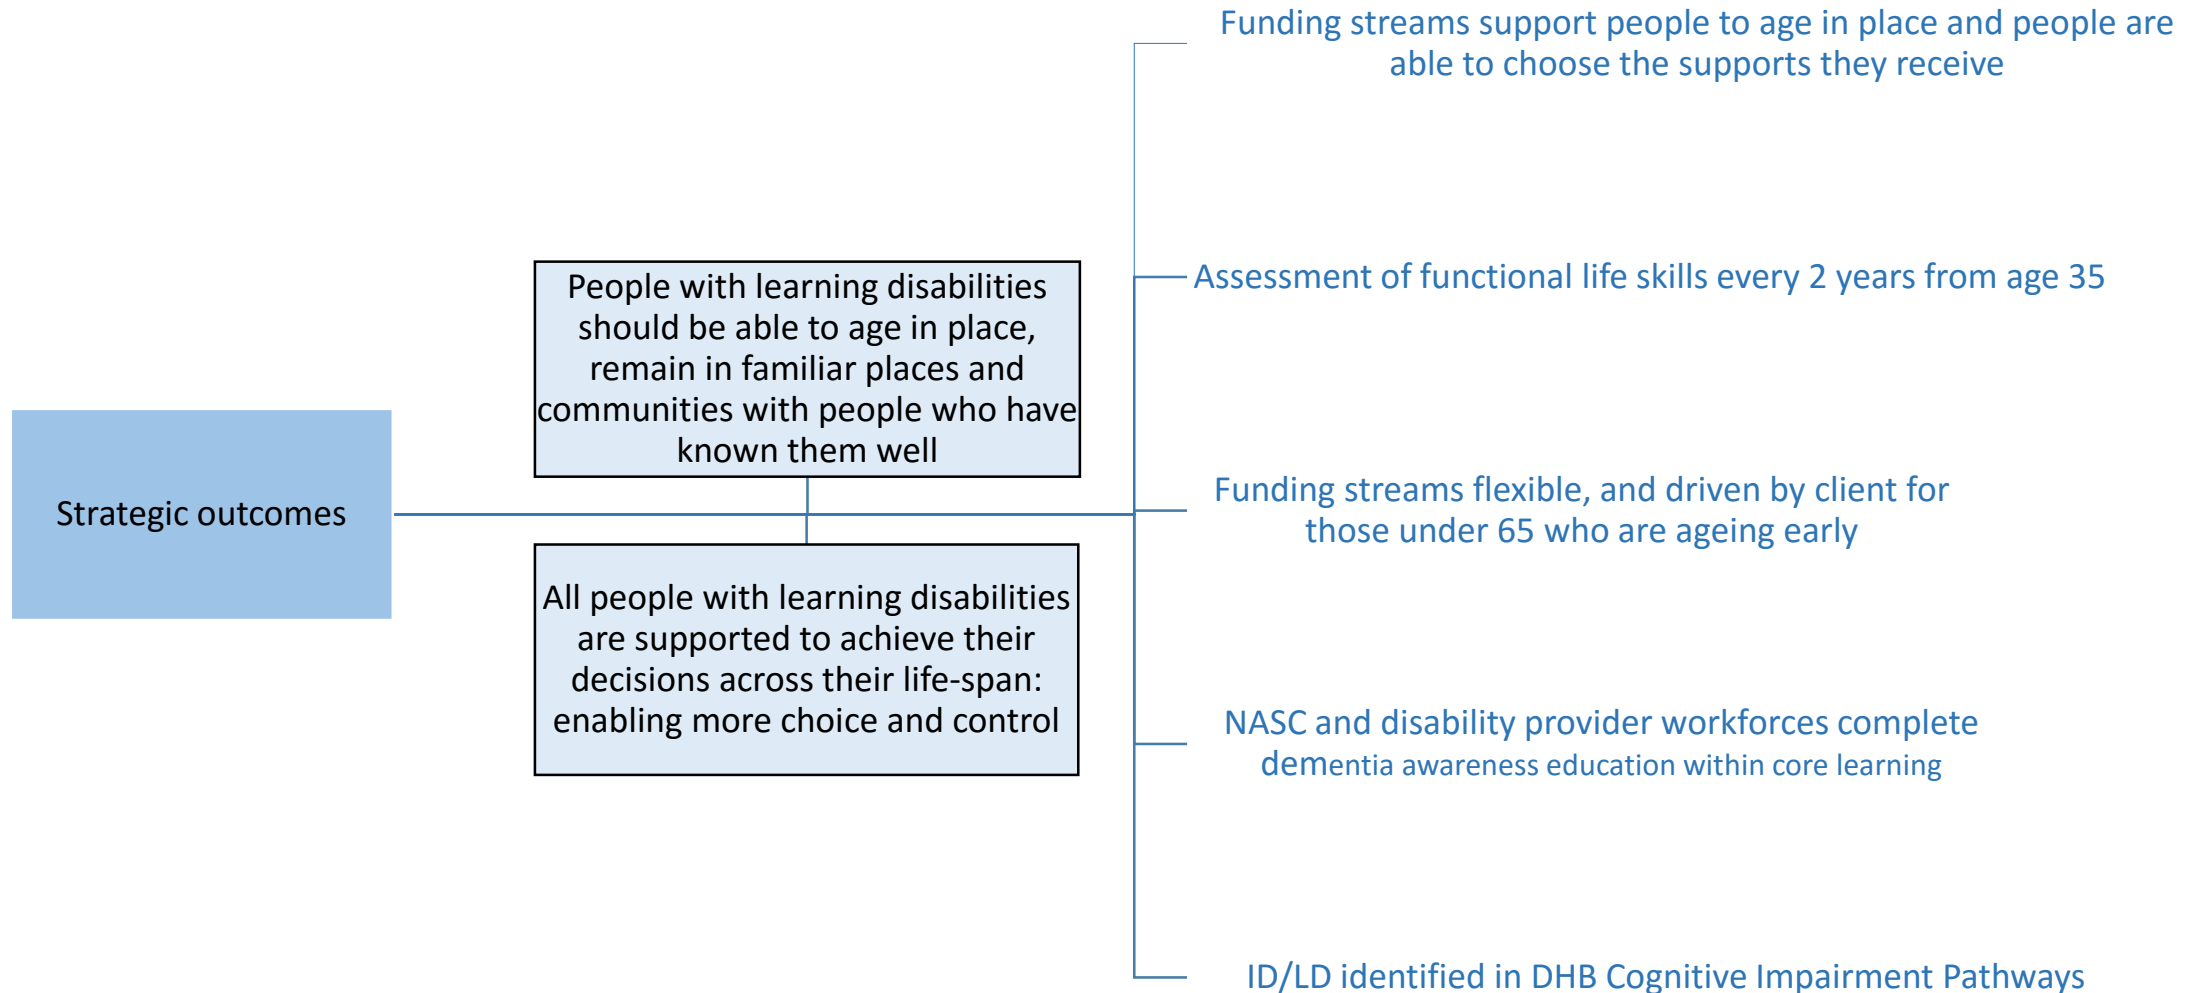 Strategic outcomes
People with learning disabilities
should be able to age in place,
remain in familiar places and
communities with people who have
known them well
All people with learning disabilities
are supported to achieve their
decisions across their life-span:
enabling more choice and control
Funding streams support people to age in place and people are
able to choose the supports they receive
Assessment of functional life skills every 2 years from age 35
Funding streams flexible, and driven by client for
those under 65 who are ageing early
NASC and disability provider workforces complete
dementia awareness education within core learning
ID/LD identified in DHB Cognitive Impairment Pathways